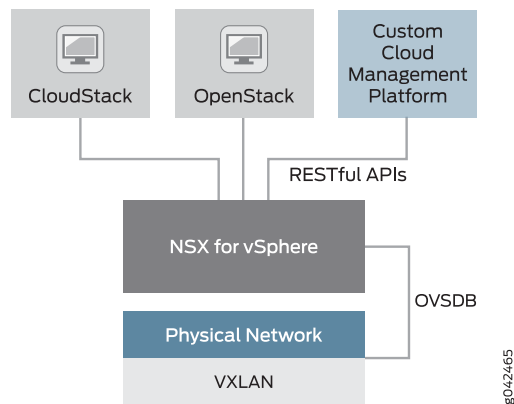 CloudStack
OpenStack
Custom
Cloud
Management
Platform
RESTful APIs
NSX for vSphere
OVSDB
Physical Network
VXLAN
g042465